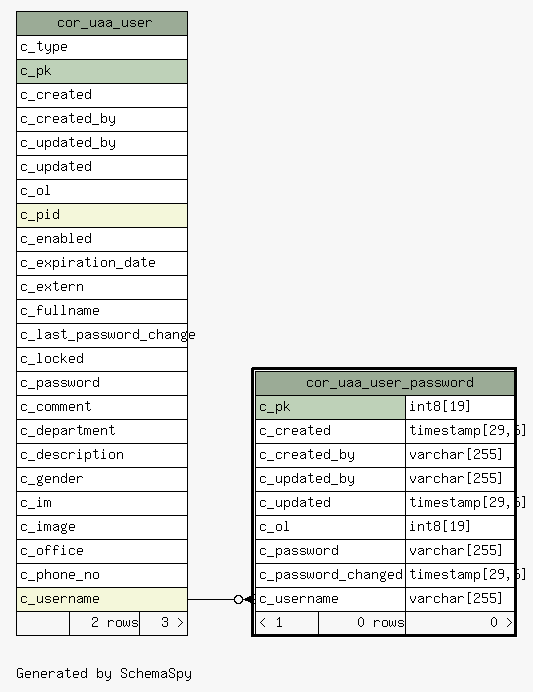 cor_uaa_user
c_type
c_pk
c_created
c_created_by
c_updated_by
c_updated
c_ol
c_pid
c_enabled
c_expiration_date
c_extern
c_fullname
c_last_password_change
c_locked
c_password
c_comment
c_department
c_description
c_gender
c_im
c_image
c_office
c_phone_no
c_username
2 rows 3 >
cor_uaa_user_password
c_pk int8[19]
c_created timestamp[29,6]
c_created_by varchar[255]
c_updated_by varchar[255]
c_updated timestamp[29,6]
c_ol int8[19]
c_password varchar[255]
c_password_changed timestamp[29,6]
c_username varchar[255]
< 1 0 rows 0 >
Generated by SchemaSpy